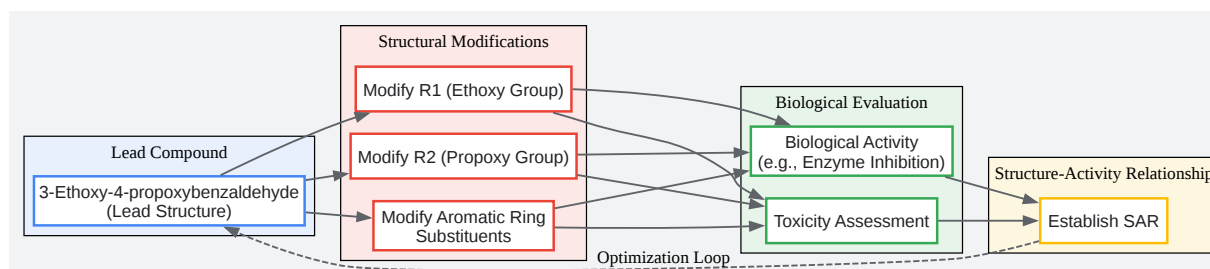 Structural Modifications
Modify R1 (Ethoxy Group)
Modify R2 (Propoxy Group)
Modify Aromatic Ring
Substituents
Lead Compound
3-Ethoxy-4-propoxybenzaldehyde
(Lead Structure)
Biological Evaluation
Biological Activity
(e.g., Enzyme Inhibition)
Toxicity Assessment
Structure-Activity Relationship
Establish SAR
Optimization Loop